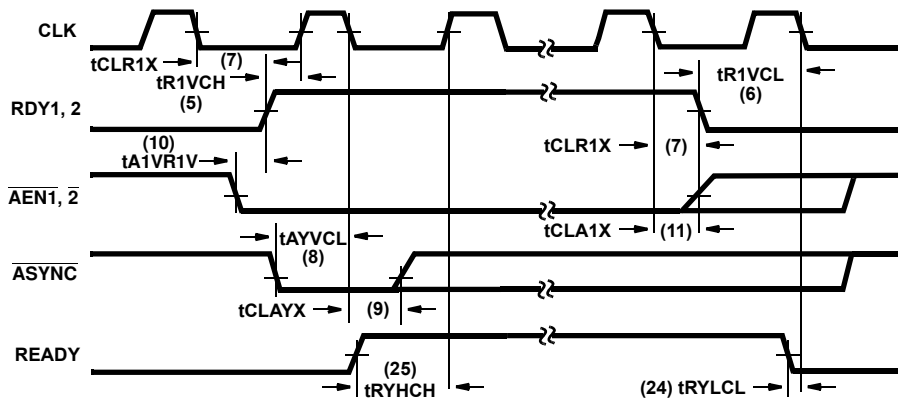 CLK
tCLR1X
(7)
tR1VCH
(5)
tR1VCL
(6)
RDY1, 2
(10)
tA1VR1V
tCLR1X
(7)
AEN1, 2
tCLA1X
(11)
tAYVCL
(8)
ASYNC
tCLAYX
(9)
READY
(25)
tRYHCH
(24) tRYLCL